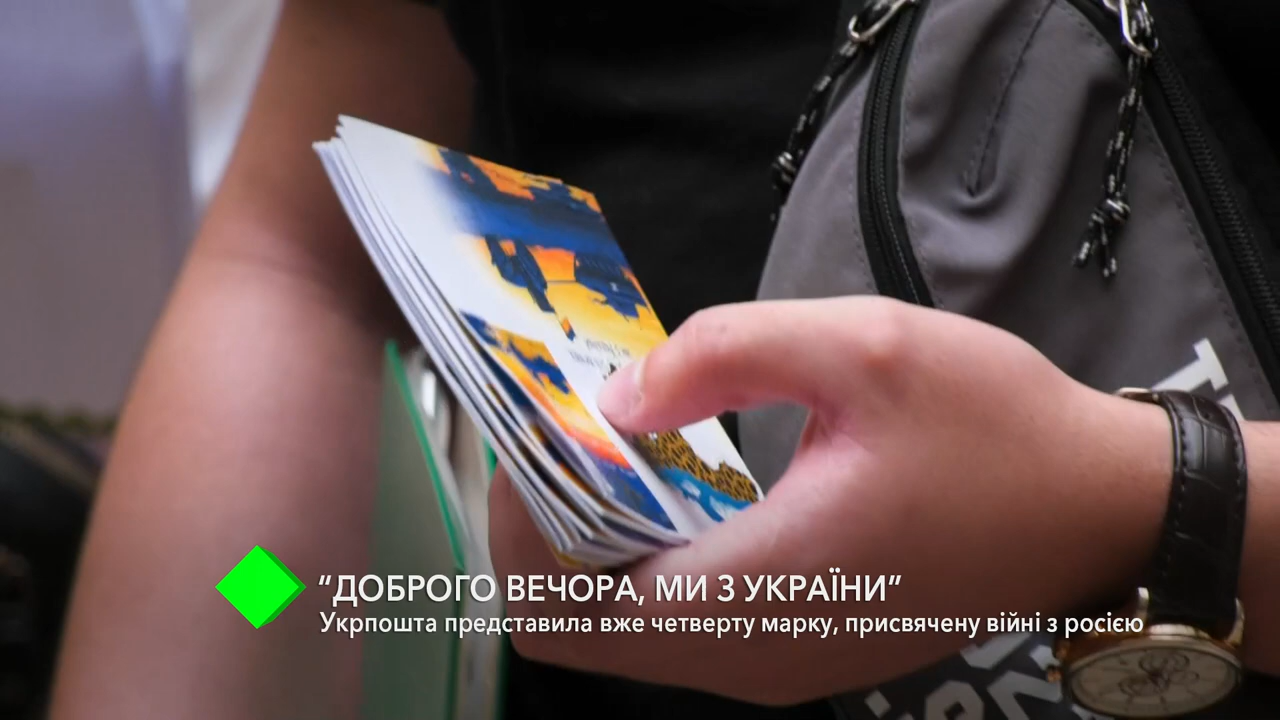 “ДОБРОГО ВЕЧОРА, МИ З УКРАЇНИ”
Укрпошта представила вже четверту марку, присвячену війні з росією